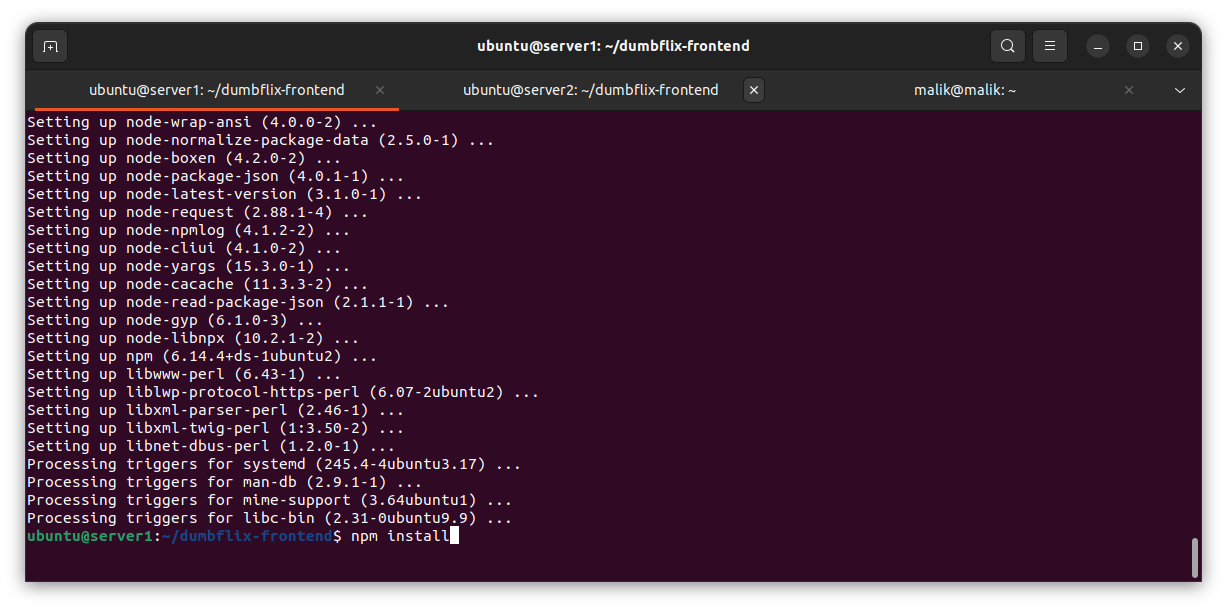 ubuntu@server1: ~/dumbflix-frontend
ubuntu@server1: ~/dumbflix-frontend
ubuntu@server2: ~/dumbflix-frontend
malik@malik: ~
Setting up node-wrap-ansi (4.0.0-2) ...
Setting up node-normalize-package-data (2.5.0-1) ...
Setting up node-boxen (4.2.0-2) ...
Setting up node-package-json (4.0.1-1) ...
Setting up node-latest-version (3.1.0-1) ...
Setting up node-request (2.88.1-4) ...
Setting up node-npmlog (4.1.2-2) ...
Setting up node-cliui (4.1.0-2) ...
Setting up node-yargs (15.3.0-1) ...
Setting up node-cacache (11.3.3-2) ...
Setting up node-read-package-json (2.1.1-1) ...
Setting up node-gyp (6.1.0-3) ...
Setting up node-libnpx (10.2.1-2) ...
Setting up npm (6.14.4+ds-1ubuntu2) ...
Setting up libwww-perl (6.43-1) ...
Setting up liblwp-protocol-https-perl (6.07-2ubuntu2) ...
Setting up libxml-parser-perl (2.46-1) ...
Setting up libxml-twig-perl (1:3.50-2) ...
Setting up libnet-dbus-perl (1.2.0-1) ...
Processing triggers for systemd (245.4-4ubuntu3.17) ...
Processing triggers for man-db (2.9.1-1) ...
Processing triggers for mime-support (3.64ubuntu1) ...
Processing triggers for libc-bin (2.31-0ubuntu9.9) ...
ubuntu@server1:~/dumbflix-frontend$ npm install